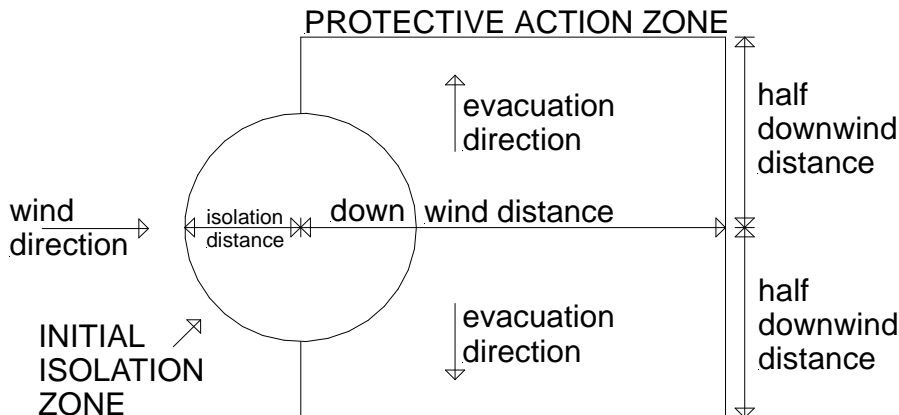 PROTECTIVE ACTION ZONE
evacuation
direction
half
downwind
distance
wind
direction
isolation
distance
down wind distance
INITIAL
ISOLATION
ZONE
evacuation
direction
half
downwind
distance